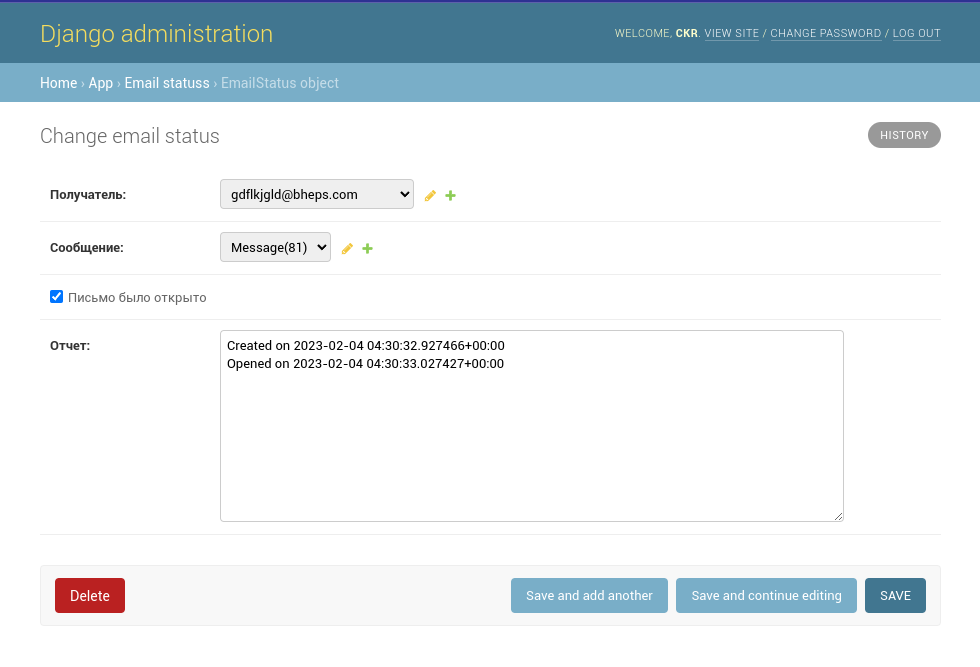 Django administration
WELCOME, CKR. VIEW SITE / CHANGE PASSWORD / LOG OUT
Home › App › Email statuss › EmailStatus object
Change email status
HISTORY
Получатель: gdflkjgld@bheps.com
Сообщение: Message(81)
Письмо было открыто
Отчет: Created on 2023-02-04 04:30:32.927466+00:00
Opened on 2023-02-04 04:30:33.027427+00:00
Delete Save and add another Save and continue editing SAVE